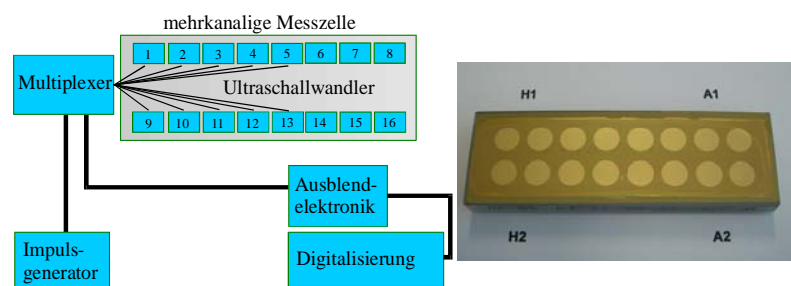 mehrkanalige Messzelle
1 2 3 4 5 6 7 8
Multiplexer
Ultraschallwandler
9 10 11 12 13 14 15 16
Ausblend-
elektronik
Impuls-
generator
Digitalisierung
H1 A1
H2 A2